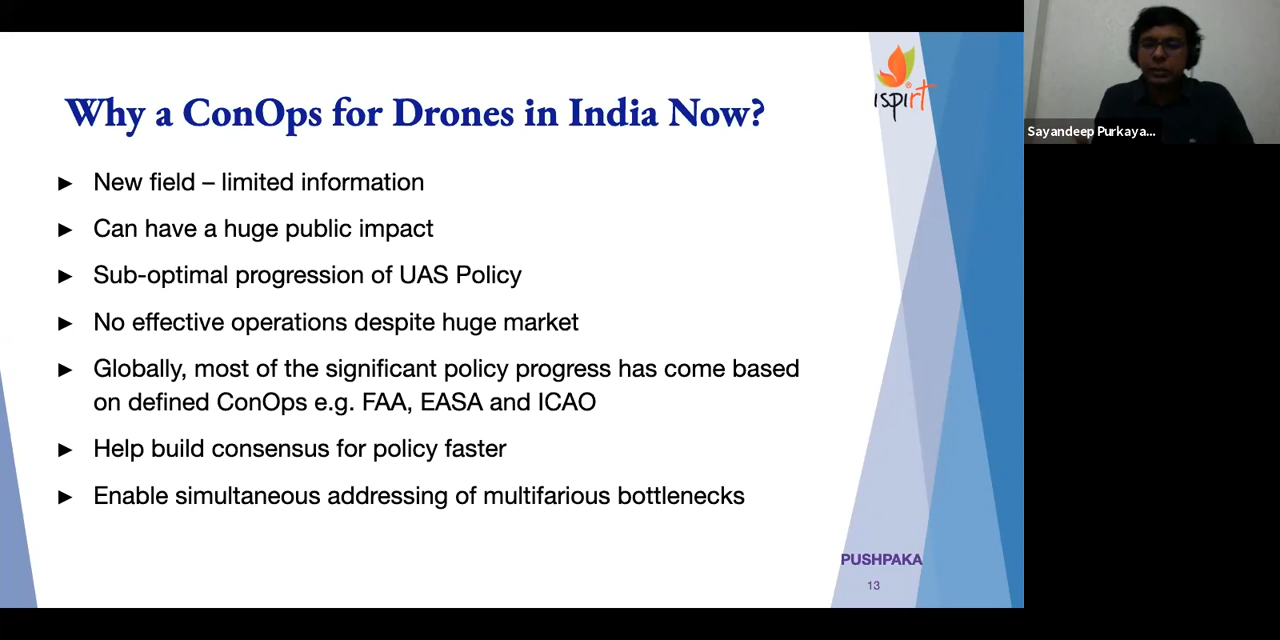 Why a ConOps for Drones in India Now?
► New field – limited information
► Can have a huge public impact
► Sub-optimal progression of UAS Policy
► No effective operations despite huge market
► Globally, most of the significant policy progress has come based
on defined ConOps e.g. FAA, EASA and ICAO
► Help build consensus for policy faster
► Enable simultaneous addressing of multifarious bottlenecks
ispirt
PUSHPAKA
13
Sayandeep Purkaya...